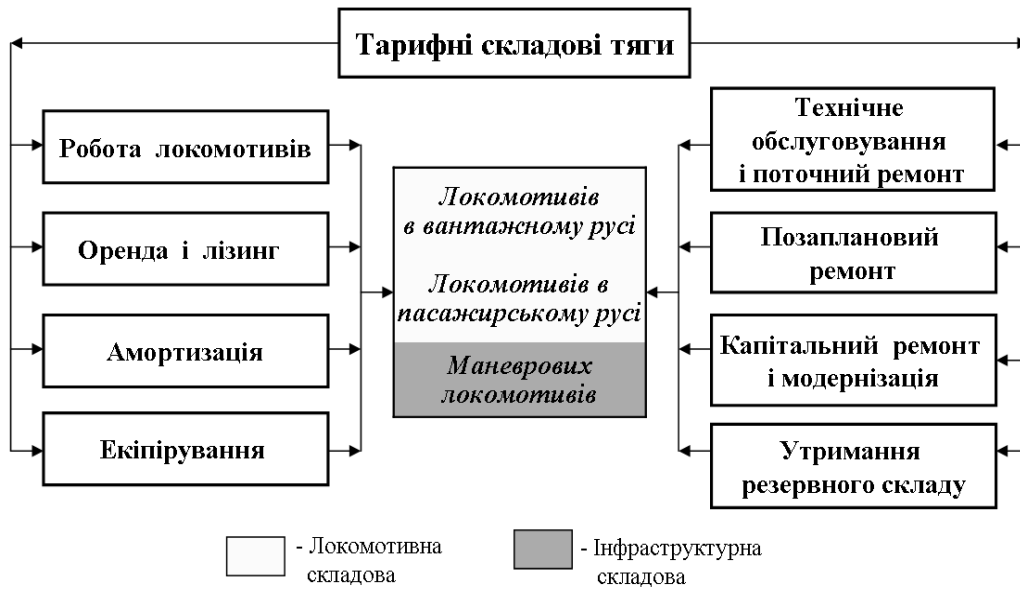 Тарифні складові тяги
Робота локомотивів
Оренда і лізинг
Амортизація
Екіпірування
Локомотивів
в вантажному русі
Локомотивів в
пасажирському русі
Маневрових
локомотивів
Технічне
обслуговування
і поточний ремонт
Позаплановий
ремонт
Капітальний ремонт
і модернізація
Утримання
резервного складу
- Локомотивна
складова
- Інфраструктурна
складова